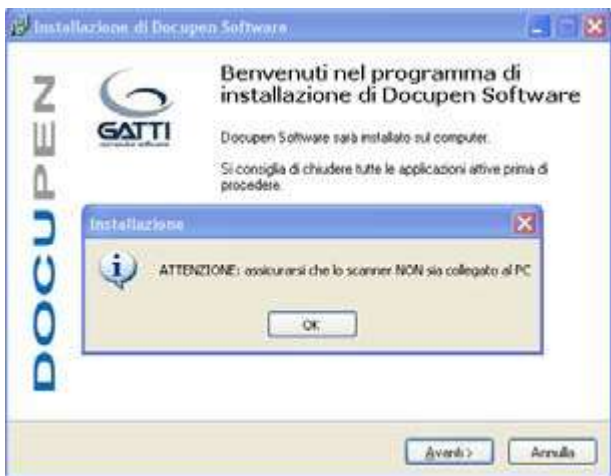 Installazione di Docupen Software
DOCUPEN
GATTI
Benvenuti nel programma di
installazione di Docupen Software
Docupen Software sarà installato sul computer.
Si consiglia di chiudere tutte le applicazioni attive prima di
procedere.
Installazione
ATTENZIONE: assicurarsi che lo scanner NON sia collegato al PC
OK
Avanti >
Annulla